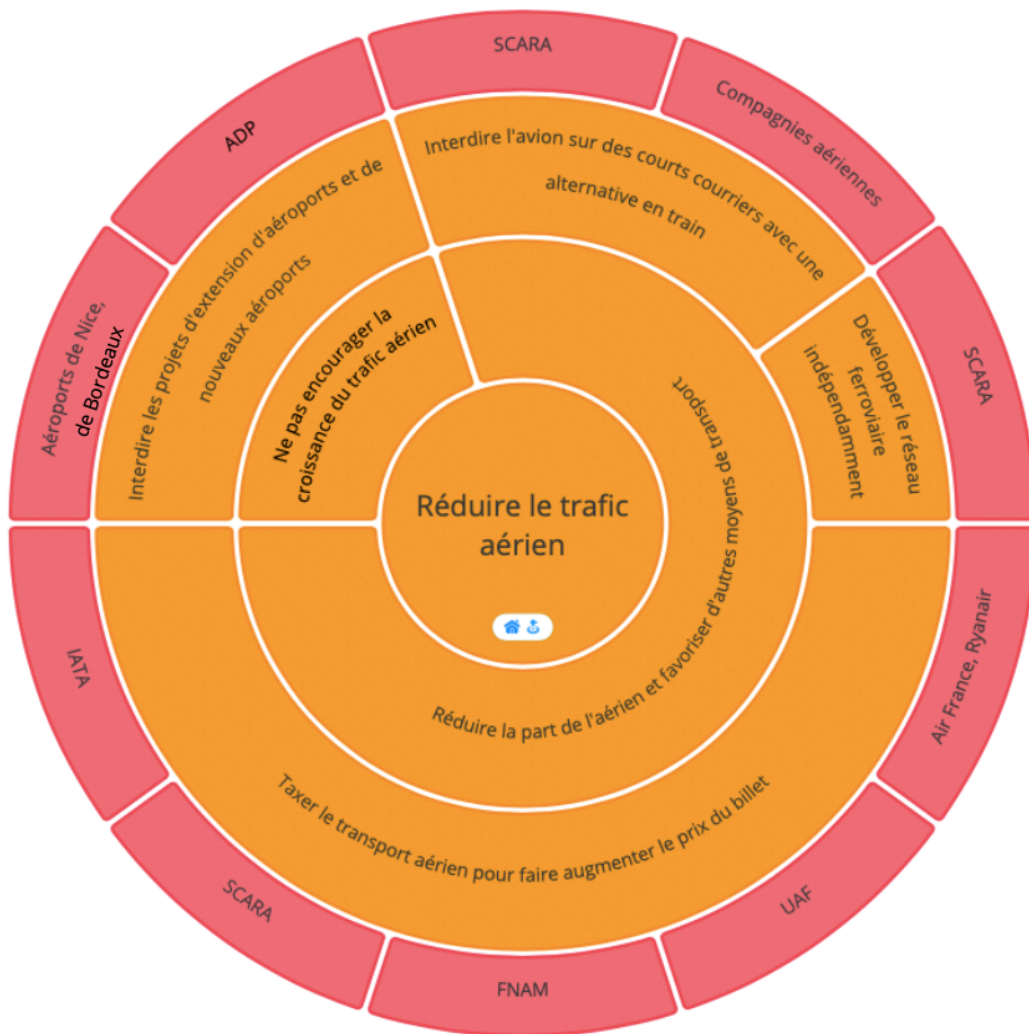 SCARA
Compagnies aériennes
ADP
Interdire l'avion sur des courts courriers avec une
alternative en train
Interdire les projets d'extension d'aéroports et de
nouveaux aéroports
Aéroports de Nice,
de Bordeaux
Ne pas encourager la
croissance du trafic aérien
Développer le réseau
ferroviaire
indépendamment
SCARA
Réduire le trafic
aérien
Réduire la part de l'aérien et favoriser d'autres moyens de transport
IATA
Air France, Ryanair
Taxer le transport aérien pour faire augmenter le prix du billet
SCARA
UAF
FNAM